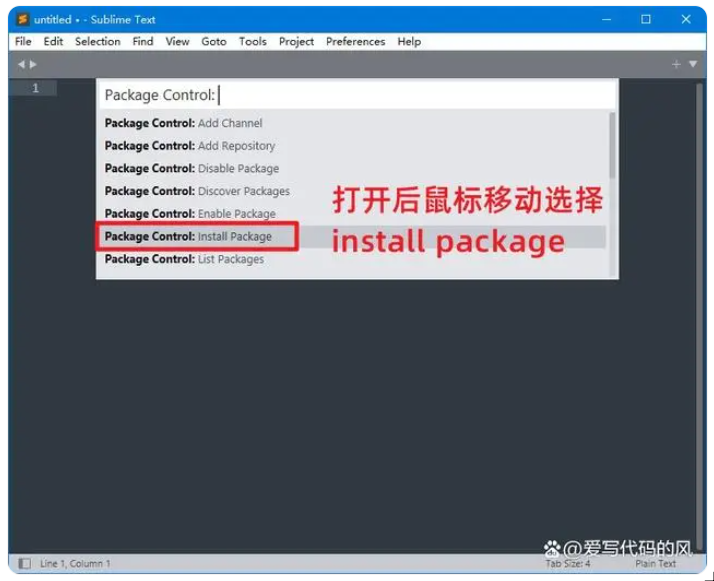 untitled • - Sublime Text
File Edit Selection Find View Goto Tools Project Preferences Help
1
Package Control:
Package Control: Add Channel
Package Control: Add Repository
Package Control: Disable Package
Package Control: Discover Packages
Package Control: Enable Package
Package Control: Install Package
Package Control: List Packages
打开后鼠标移动选择
install package
@爱写代码的风
Line 1, Column 1
Tab Size: 4
Plain Text